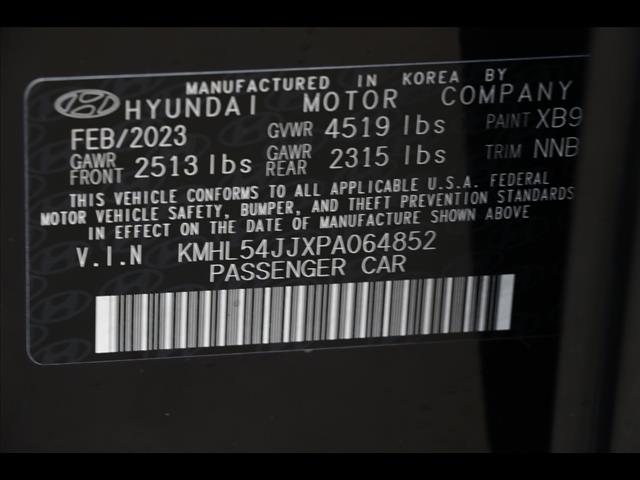 MANUFACTURED IN KOREA BY
HYUNDAI MOTOR COMPANY
FEB/2023 GVWR 4519 lbs PAINT XB9
GAWR FRONT 2513 lbs GAWR REAR 2315 lbs TRIM NNB
THIS VEHICLE CONFORMS TO ALL APPLICABLE U.S.A. FEDERAL
MOTOR VEHICLE SAFETY, BUMPER, AND THEFT PREVENTION STANDARDS
IN EFFECT ON THE DATE OF MANUFACTURE SHOWN ABOVE
V.I.N KMHL54JJXPA064852
PASSENGER CAR